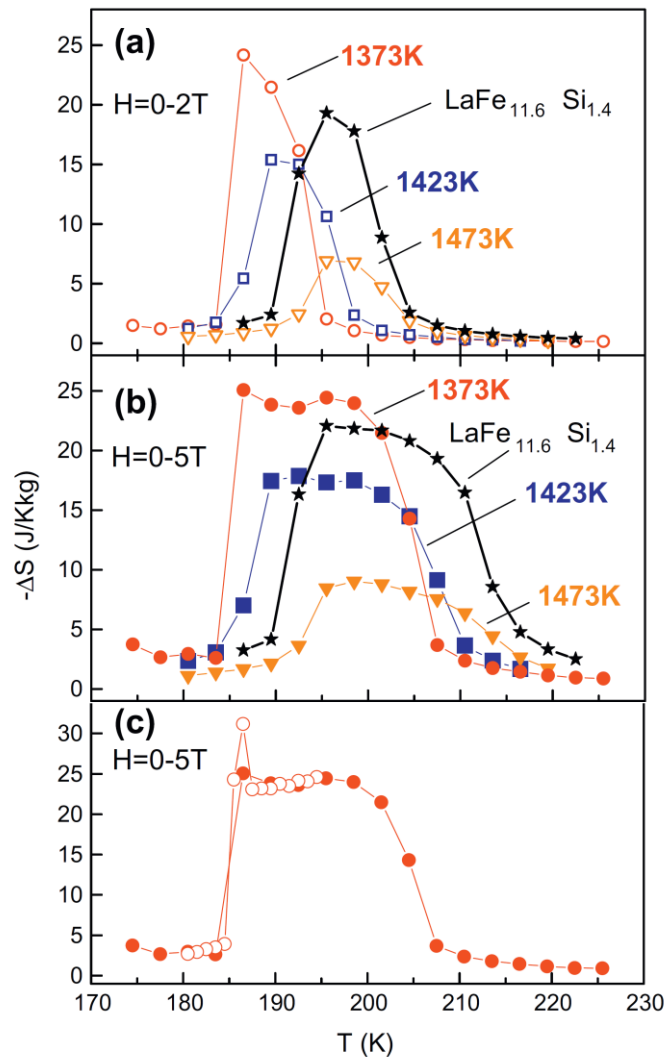 (a)
H=0-2T
1373K
LaFe11.6 Si1.4
1423K
1473K
25
20
15
10
5
0
(b)
H=0-5T
1373K
LaFe11.6 Si1.4
1423K
1473K
30
25
20
15
10
5
0
-ΔS (J/Kkg)
(c)
H=0-5T
30
25
20
15
10
5
0
170 180 190 200 210 220 230
T (K)